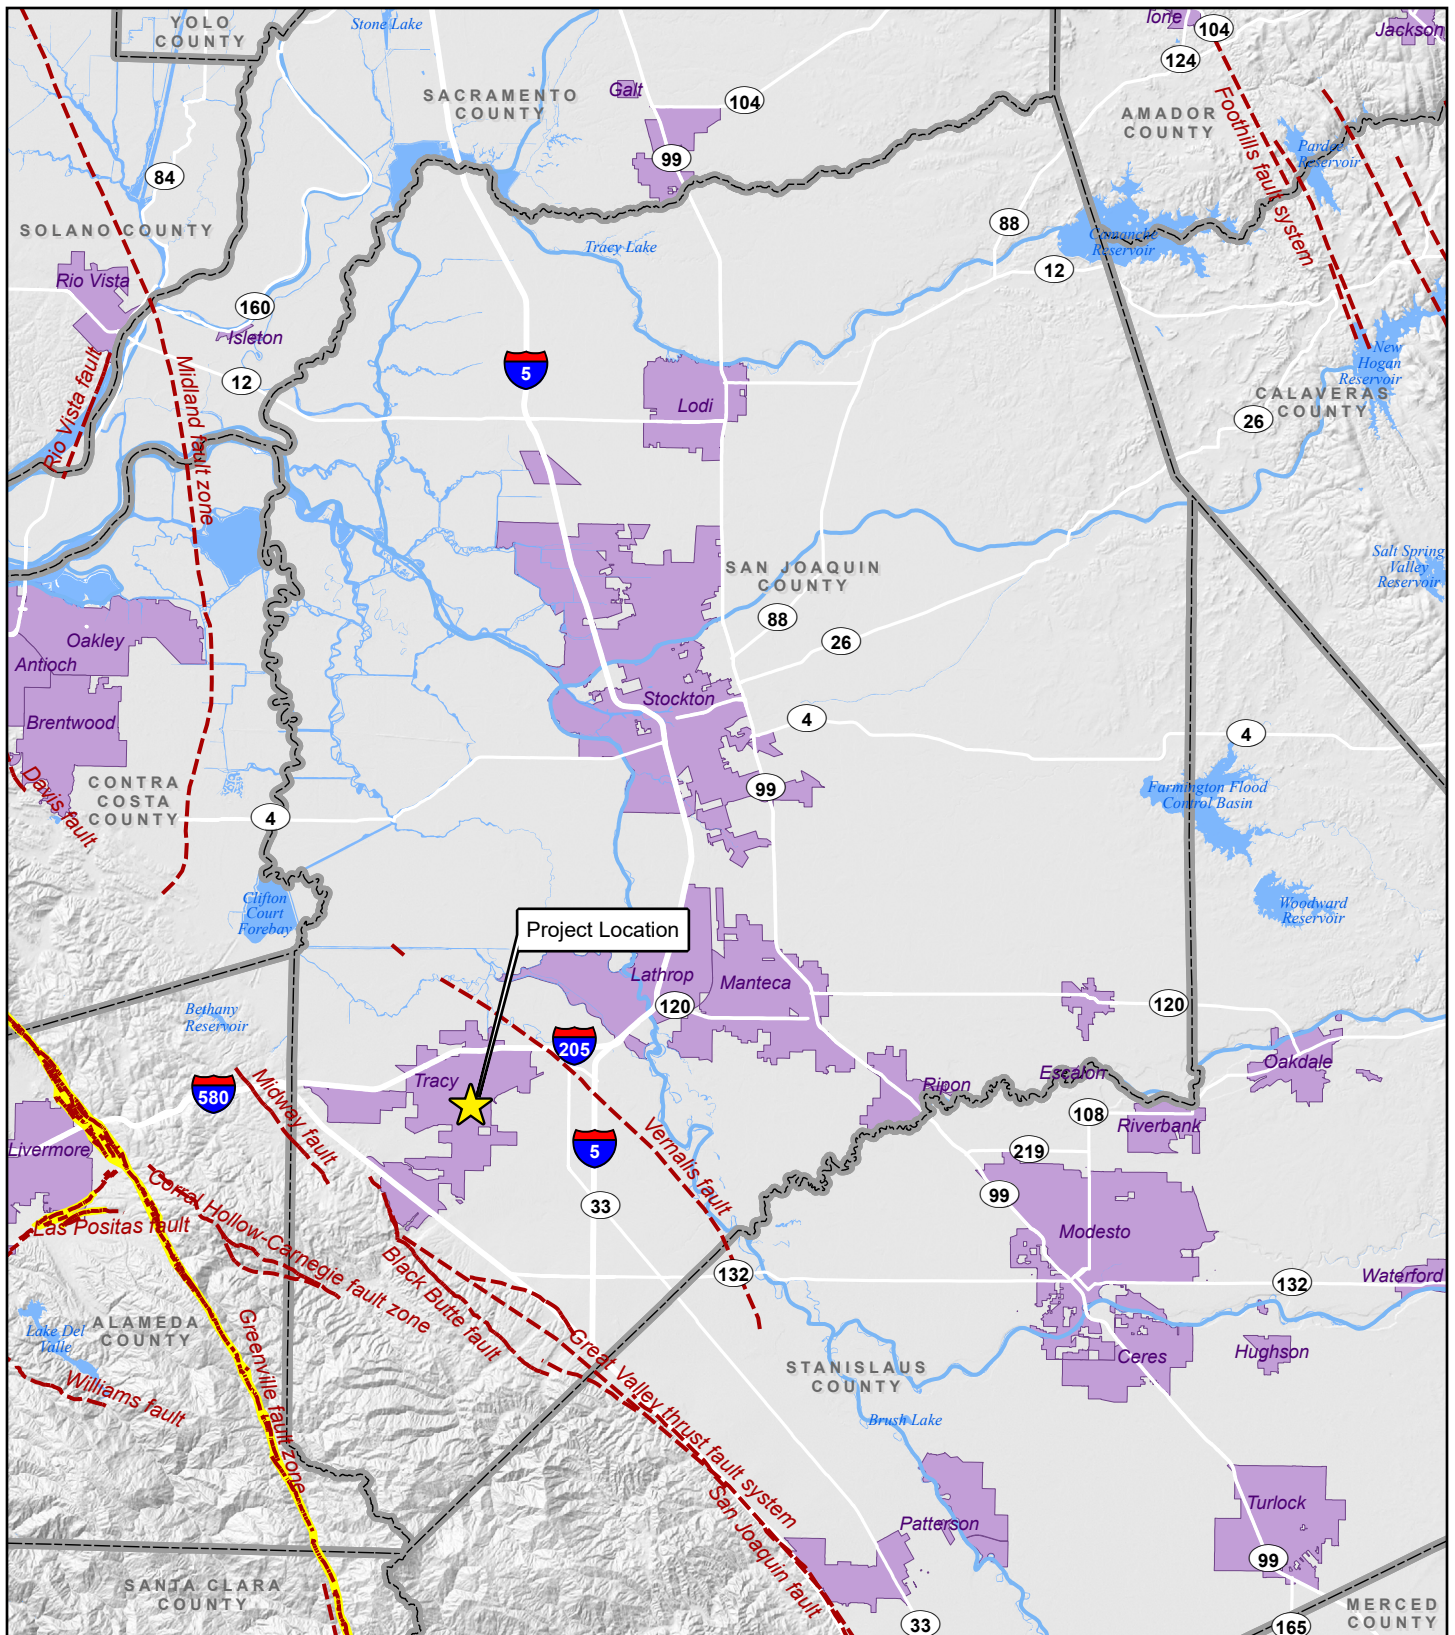 YOLO
COUNTY
Stone Lake
Ione
104
Jackson
124
Galt
SACRAMENTO
COUNTY
104
AMADOR
COUNTY
Foothills fault system
Pardee
Reservoir
99
84
SOLANO COUNTY
Tracy Lake
88
Camanche
Reservoir
12
Rio Vista
160
Isleton
New
Hogan
Reservoir
Rio Vista fault
Midland fault zone
12
5
Lodi
CALAVERAS
COUNTY
26
Salt Spring
Valley
Reservoir
SAN JOAQUIN
COUNTY
88
26
Oakley
Antioch
Stockton
Brentwood
4
4
Davis fault
CONTRA
COSTA
COUNTY
4
99
Farmington Flood
Control Basin
Clifton
Court
Forebay
Woodward
Reservoir
Project Location
Lathrop
Manteca
120
120
Bethany
Reservoir
205
Oakdale
580
Midway fault
Tracy
Ripon
Escalon
108
Riverbank
Livermore
5
Vernalis fault
219
99
Corral Hollow-Carnegie fault zone
33
Las Positas fault
Modesto
Black Butte fault
132
132
Waterford
Lake Del
Valle
ALAMEDA
COUNTY
Greenville fault zone
Great Valley thrust fault system
Ceres
Hughson
Williams fault
STANISLAUS
COUNTY
Brush Lake
San Joaquin fault
Patterson
Turlock
99
SANTA CLARA
COUNTY
33
165
MERCED
COUNTY